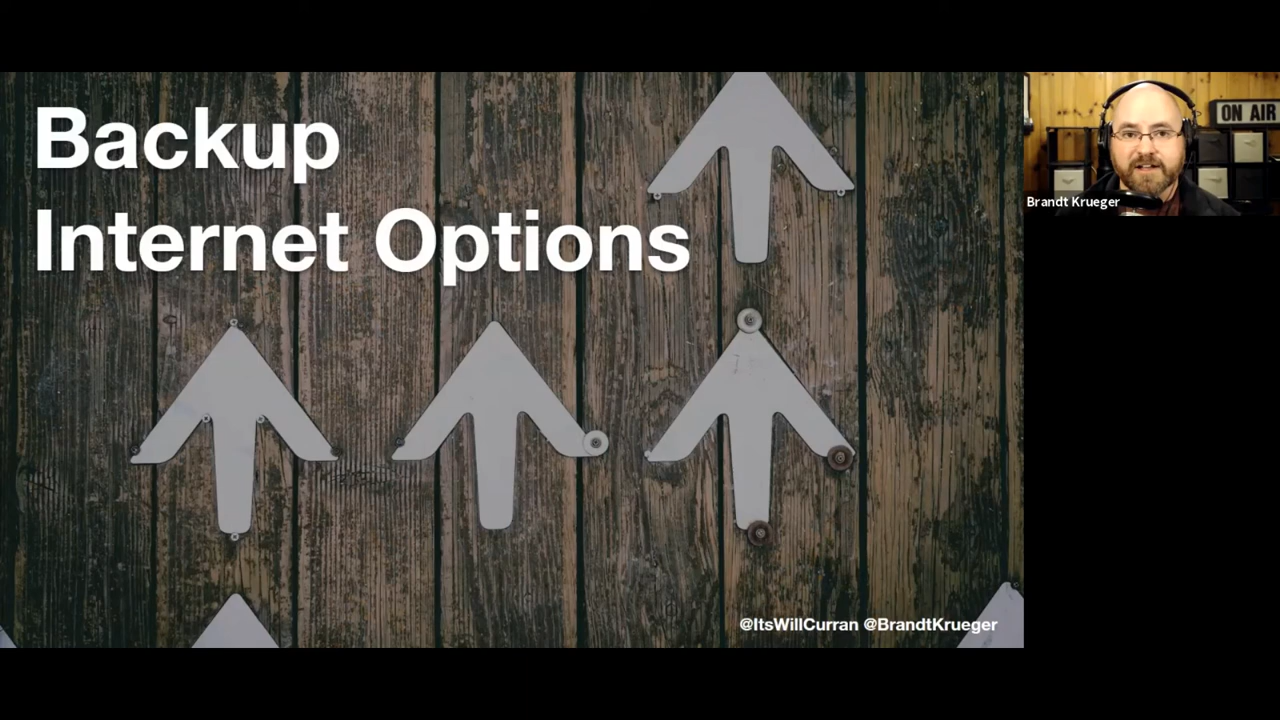 Backup
Internet Options
@ItsWillCurran @BrandtKrueger
ON AIR
Brandt Krueger